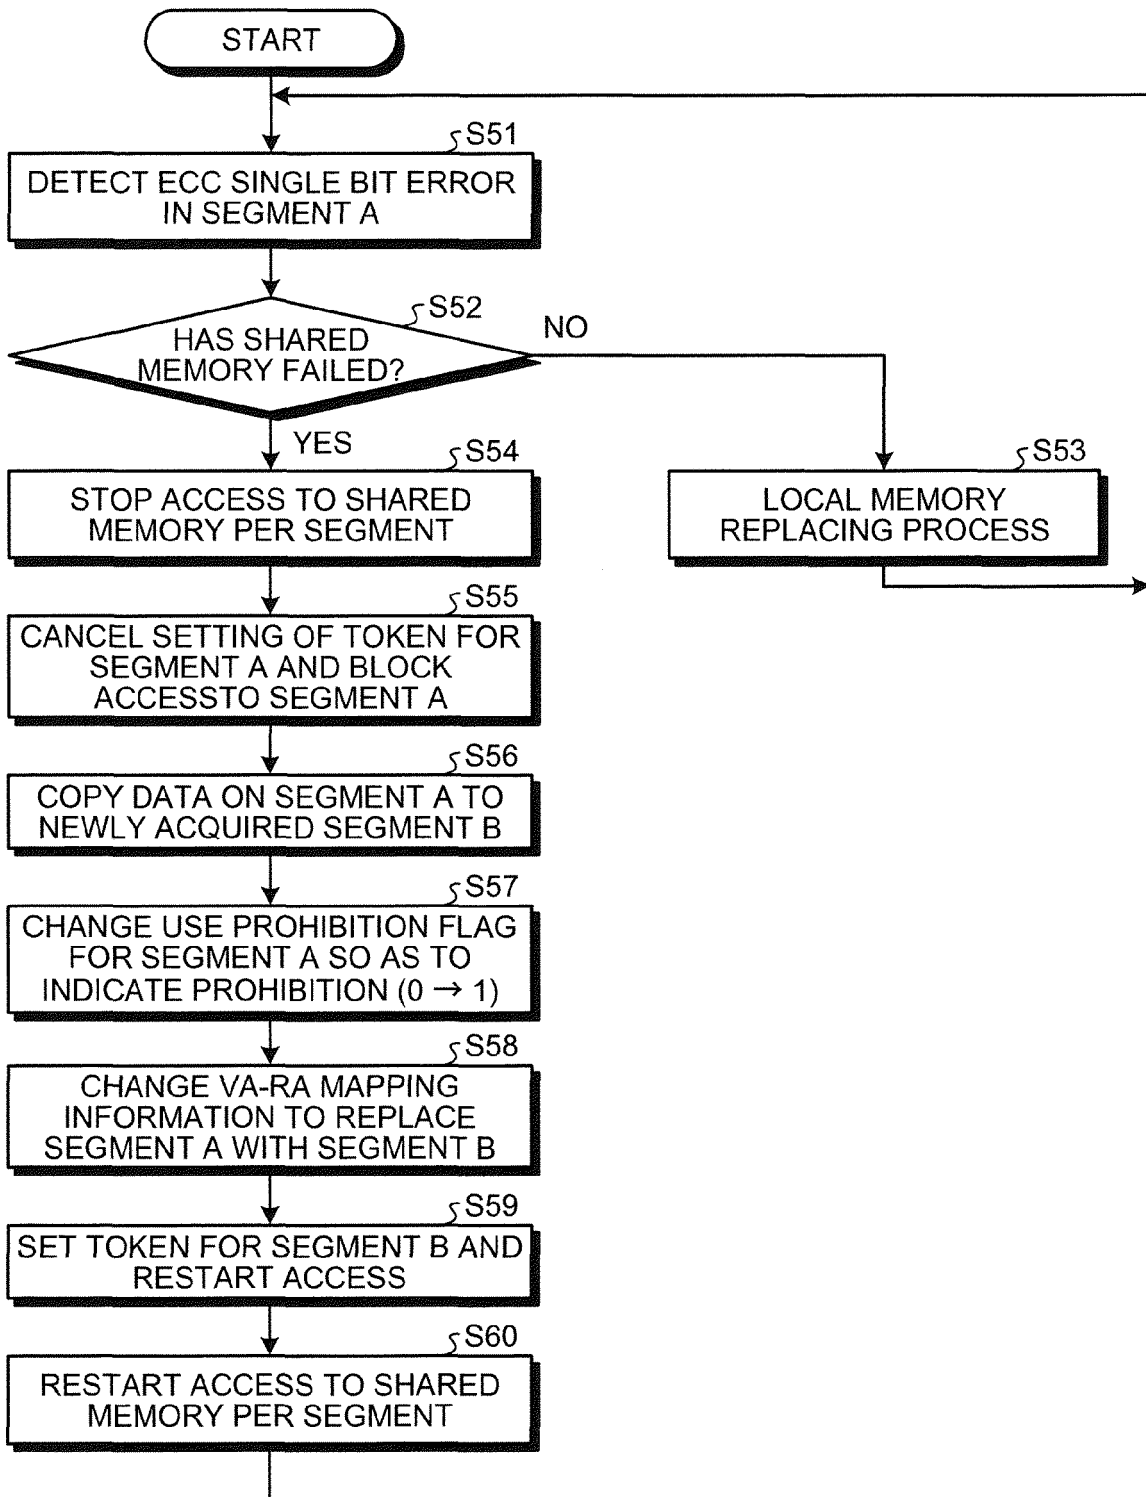 START
S51
DETECT ECC SINGLE BIT ERROR
IN SEGMENT A
S52
HAS SHARED
MEMORY FAILED?
NO
YES
S54
STOP ACCESS TO SHARED
MEMORY PER SEGMENT
S53
LOCAL MEMORY
REPLACING PROCESS
S55
CANCEL SETTING OF TOKEN FOR
SEGMENT A AND BLOCK
ACCESSTO SEGMENT A
S56
COPY DATA ON SEGMENT A TO
NEWLY ACQUIRED SEGMENT B
S57
CHANGE USE PROHIBITION FLAG
FOR SEGMENT A SO AS TO
INDICATE PROHIBITION (0 → 1)
S58
CHANGE VA-RA MAPPING
INFORMATION TO REPLACE
SEGMENT A WITH SEGMENT B
S59
SET TOKEN FOR SEGMENT B AND
RESTART ACCESS
S60
RESTART ACCESS TO SHARED
MEMORY PER SEGMENT